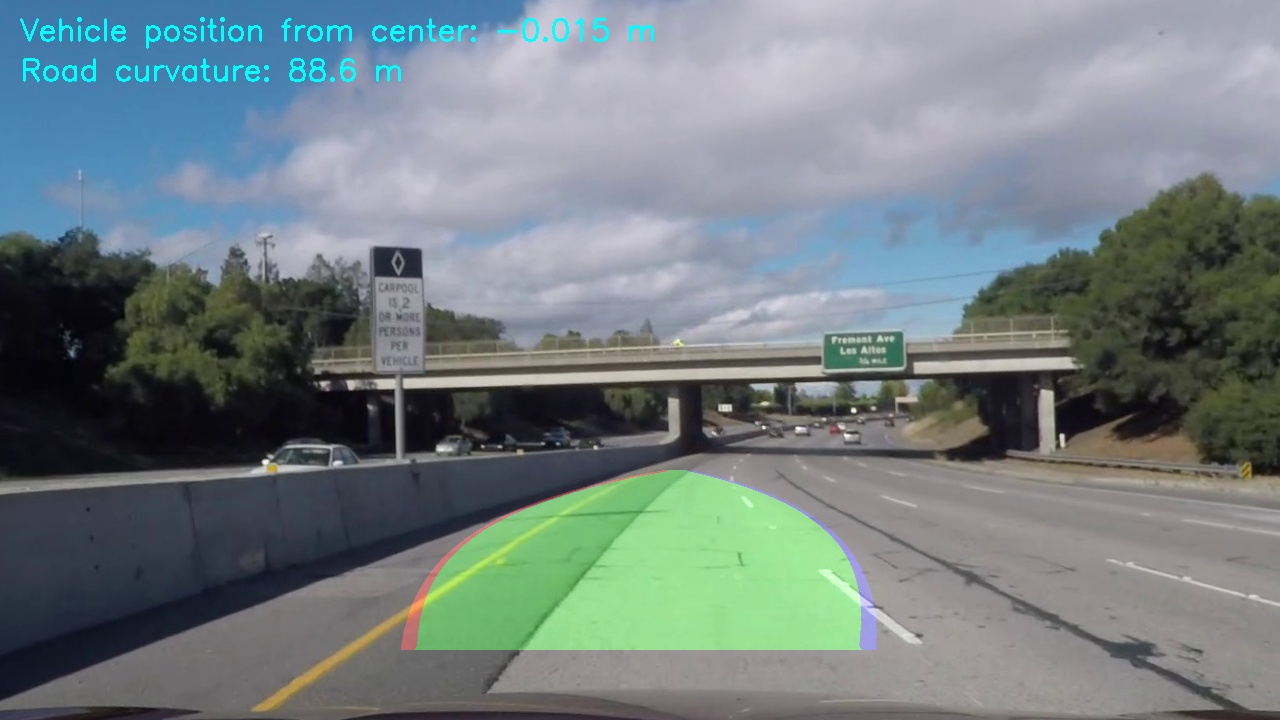 Vehicle position from center: -0.015 m
Road curvature: 88.6 m
CARPOOL
IS 2
OR MORE
PERSONS
PER
VEHICLE
Fremont Ave
Los Altos
MILE